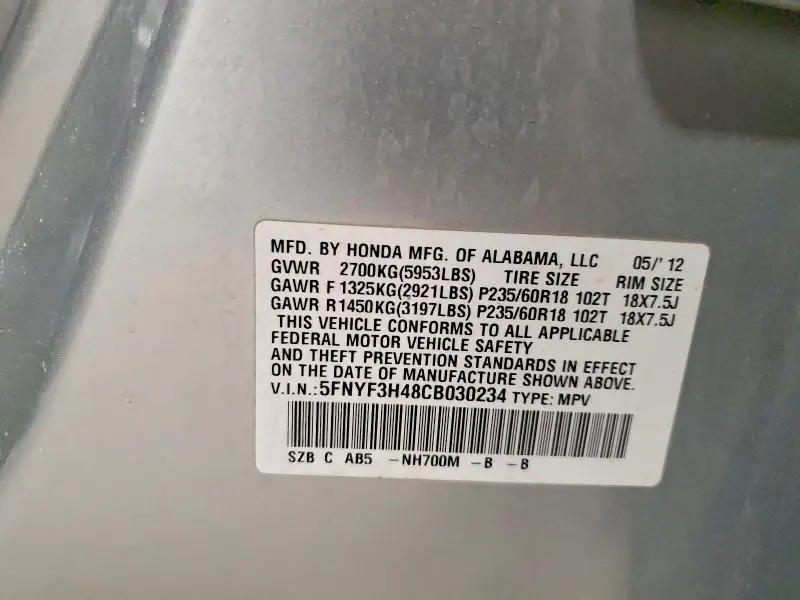 MFD. BY HONDA MFG. OF ALABAMA, LLC 05/'12
GVWR 2700KG(5953LBS) TIRE SIZE RIM SIZE
GAWR F 1325KG(2921LBS) P235/60R18 102T 18X7.5J
GAWR R1450KG(3197LBS) P235/60R18 102T 18X7.5J
THIS VEHICLE CONFORMS TO ALL APPLICABLE
FEDERAL MOTOR VEHICLE SAFETY
AND THEFT PREVENTION STANDARDS IN EFFECT
ON THE DATE OF MANUFACTURE SHOWN ABOVE.
V.I.N.:5FNYF3H48CB030234 TYPE: MPV
SZB C AB5 -NH700M -B -B